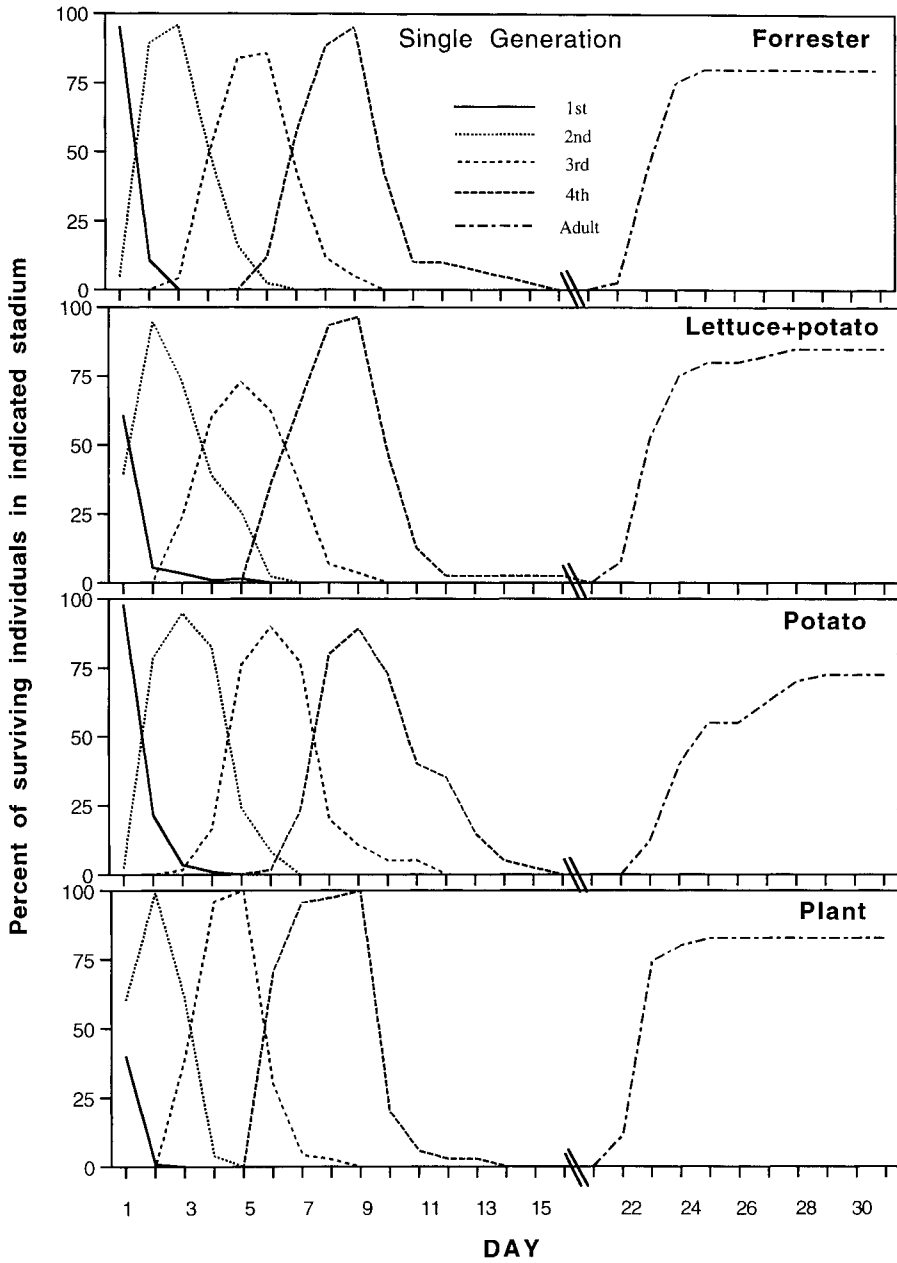 Percent of surviving individuals in indicated stadium
Single Generation
Forrester
1st
2nd
3rd
4th
Adult
100
75
50
25
0
Lettuce+potato
100
75
50
25
0
Potato
100
75
50
25
0
Plant
100
75
50
25
0
1 3 5 7 9 11 13 15 22 24 26 28 30
DAY